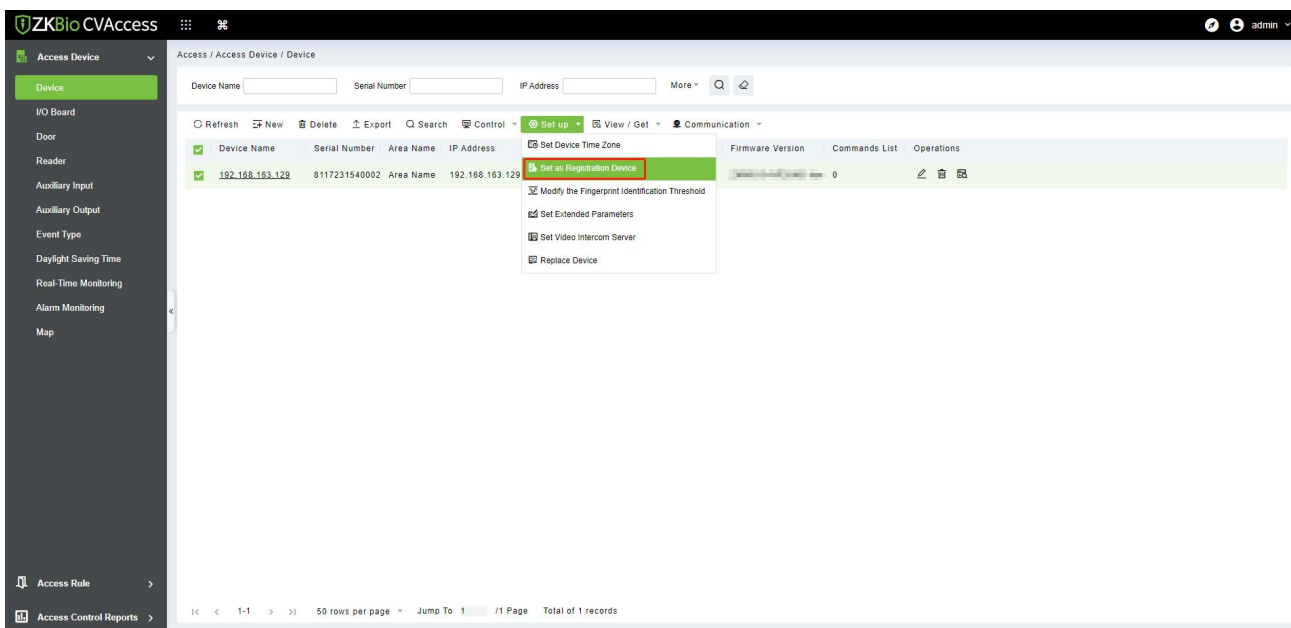 ZKBio CVAccess
admin
Access Device
Access / Access Device / Device
Device
Device Name Serial Number IP Address More
I/O Board
Refresh New Delete Export Search Control Set up View / Get Communication
Door
Device Name Serial Number Area Name IP Address Set Device Time Zone Firmware Version Commands List Operations
Reader
192.168.163.129 8117231540002 Area Name 192.168.163.129 Set as Registration Device 0
Auxiliary Input
Modify the Fingerprint Identification Threshold
Auxiliary Output
Set Extended Parameters
Event Type
Set Video Intercom Server
Daylight Saving Time
Replace Device
Real-Time Monitoring
Alarm Monitoring
Map
Access Rule
Access Control Reports
1-1 50 rows per page Jump To 1 /1 Page Total of 1 records